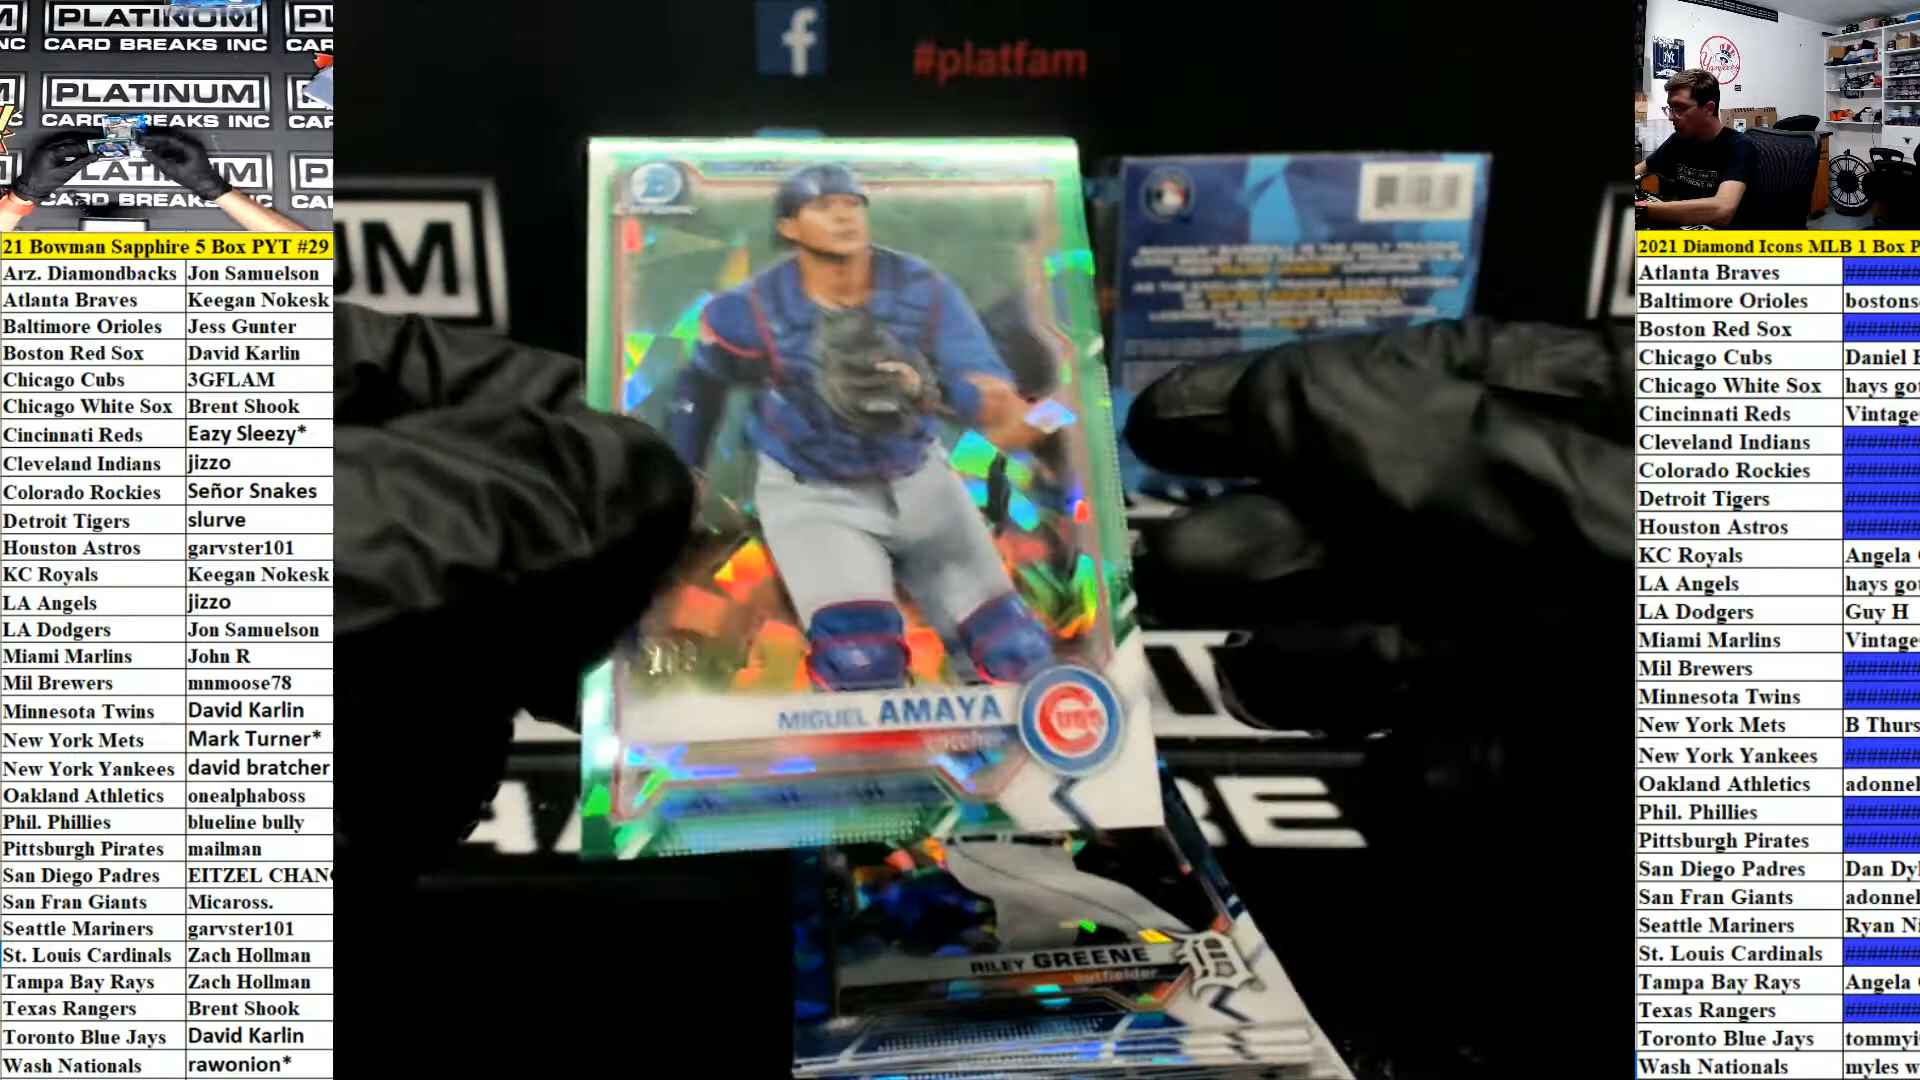 PLATINUM
CARD BREAKS INC
PLATINUM
CARD BREAKS INC
PLATINUM
CARD BREAKS INC
#platfam
Yankees
21 Bowman Sapphire 5 Box PYT #29
Arz. Diamondbacks Jon Samuelson
Atlanta Braves Keegan Nokesk
Baltimore Orioles Jess Gunter
Boston Red Sox David Karlin
Chicago Cubs 3GFLAM
Chicago White Sox Brent Shook
Cincinnati Reds Eazy Sleezy*
Cleveland Indians jizzo
Colorado Rockies Señor Snakes
Detroit Tigers slurve
Houston Astros garvster101
KC Royals Keegan Nokesk
LA Angels jizzo
LA Dodgers Jon Samuelson
Miami Marlins John R
Mil Brewers mnmoose78
Minnesota Twins David Karlin
New York Mets Mark Turner*
New York Yankees david bratcher
Oakland Athletics onealphaboss
Phil. Phillies blueline bully
Pittsburgh Pirates mailman
San Diego Padres EITZEL CHAN
San Fran Giants Micaross.
Seattle Mariners garvster101
St. Louis Cardinals Zach Hollman
Tampa Bay Rays Zach Hollman
Texas Rangers Brent Shook
Toronto Blue Jays David Karlin
Wash Nationals rawonion*
MIGUEL AMAYA
catcher
CUBS
RILEY GREENE
outfielder
2021 Diamond Icons MLB 1 Box P
Atlanta Braves ########
Baltimore Orioles bostons
Boston Red Sox ########
Chicago Cubs Daniel
Chicago White Sox hays go
Cincinnati Reds Vintage
Cleveland Indians ########
Colorado Rockies ########
Detroit Tigers ########
Houston Astros ########
KC Royals Angela
LA Angels hays go
LA Dodgers Guy H
Miami Marlins Vintage
Mil Brewers ########
Minnesota Twins ########
New York Mets B Thurs
New York Yankees ########
Oakland Athletics adonnel
Phil. Phillies ########
Pittsburgh Pirates ########
San Diego Padres Dan Dy
San Fran Giants adonnel
Seattle Mariners Ryan Ni
St. Louis Cardinals ########
Tampa Bay Rays Angela
Texas Rangers ########
Toronto Blue Jays tommyi
Wash Nationals myles w